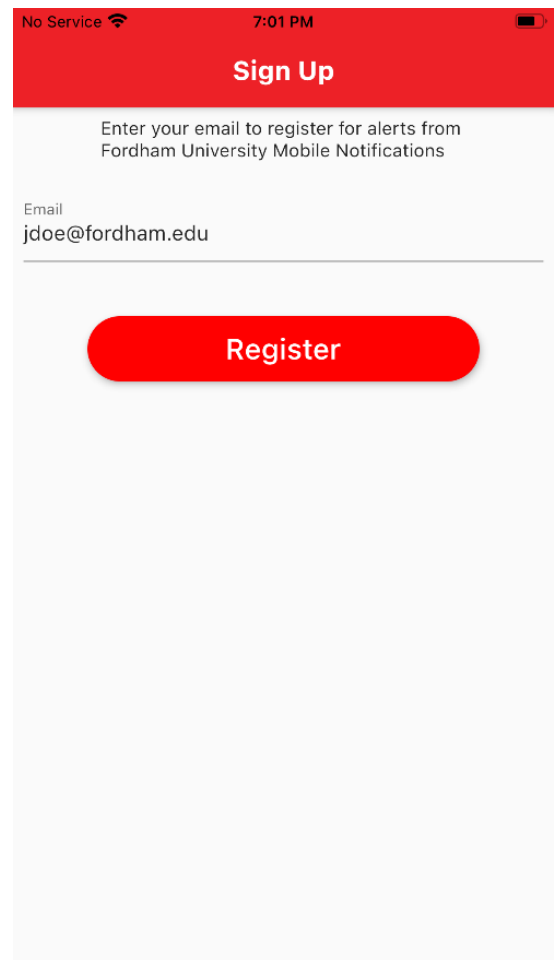 No Service 7:01 PM
Sign Up
Enter your email to register for alerts from
Fordham University Mobile Notifications
Email
jdoe@fordham.edu
Register